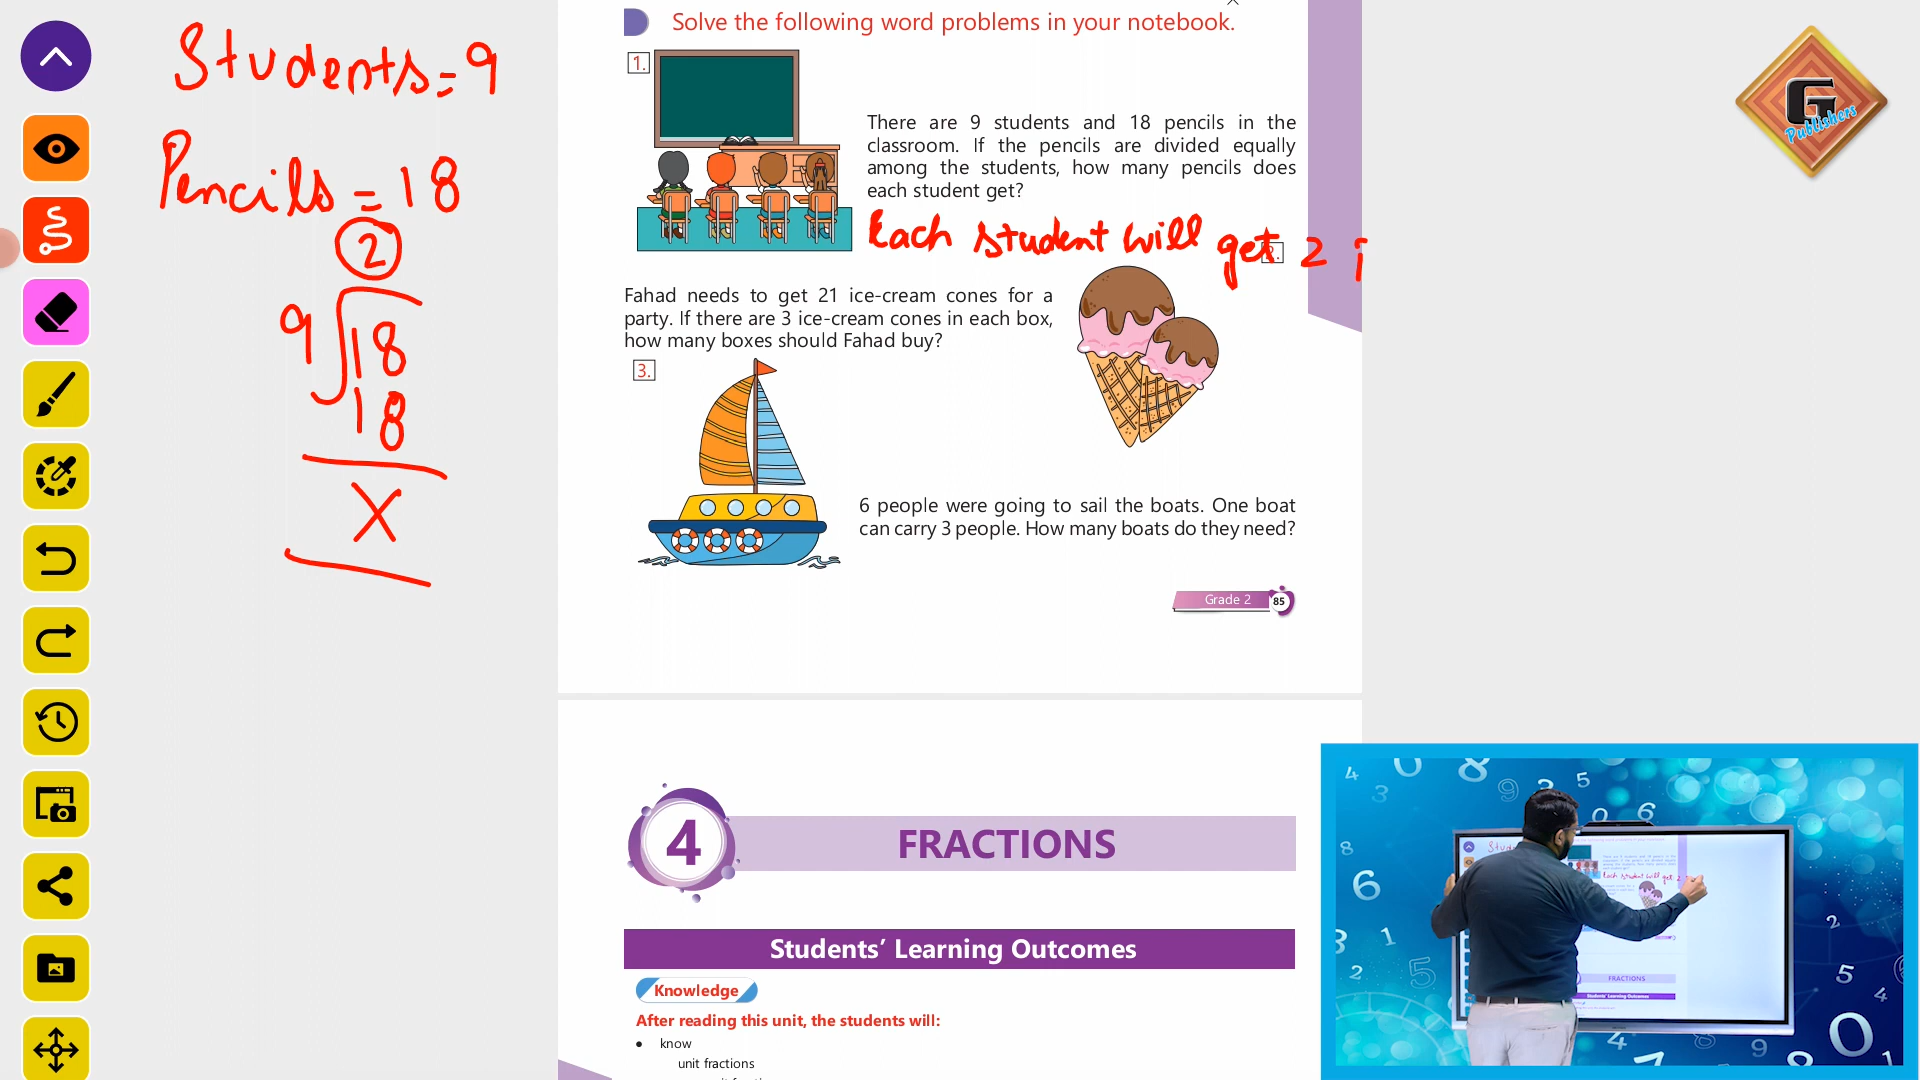 Students=9
Pencils=18
2
9 18
18
X
Solve the following word problems in your notebook.
1.
There are 9 students and 18 pencils in the
classroom. If the pencils are divided equally
among the students, how many pencils does
each student get?
Each student will get 2
2.
Fahad needs to get 21 ice-cream cones for a
party. If there are 3 ice-cream cones in each box,
how many boxes should Fahad buy?
3.
6 people were going to sail the boats. One boat
can carry 3 people. How many boats do they need?
Grade 2 85
4 FRACTIONS
Students’ Learning Outcomes
Knowledge
After reading this unit, the students will:
• know
unit fractions
G
Publishers